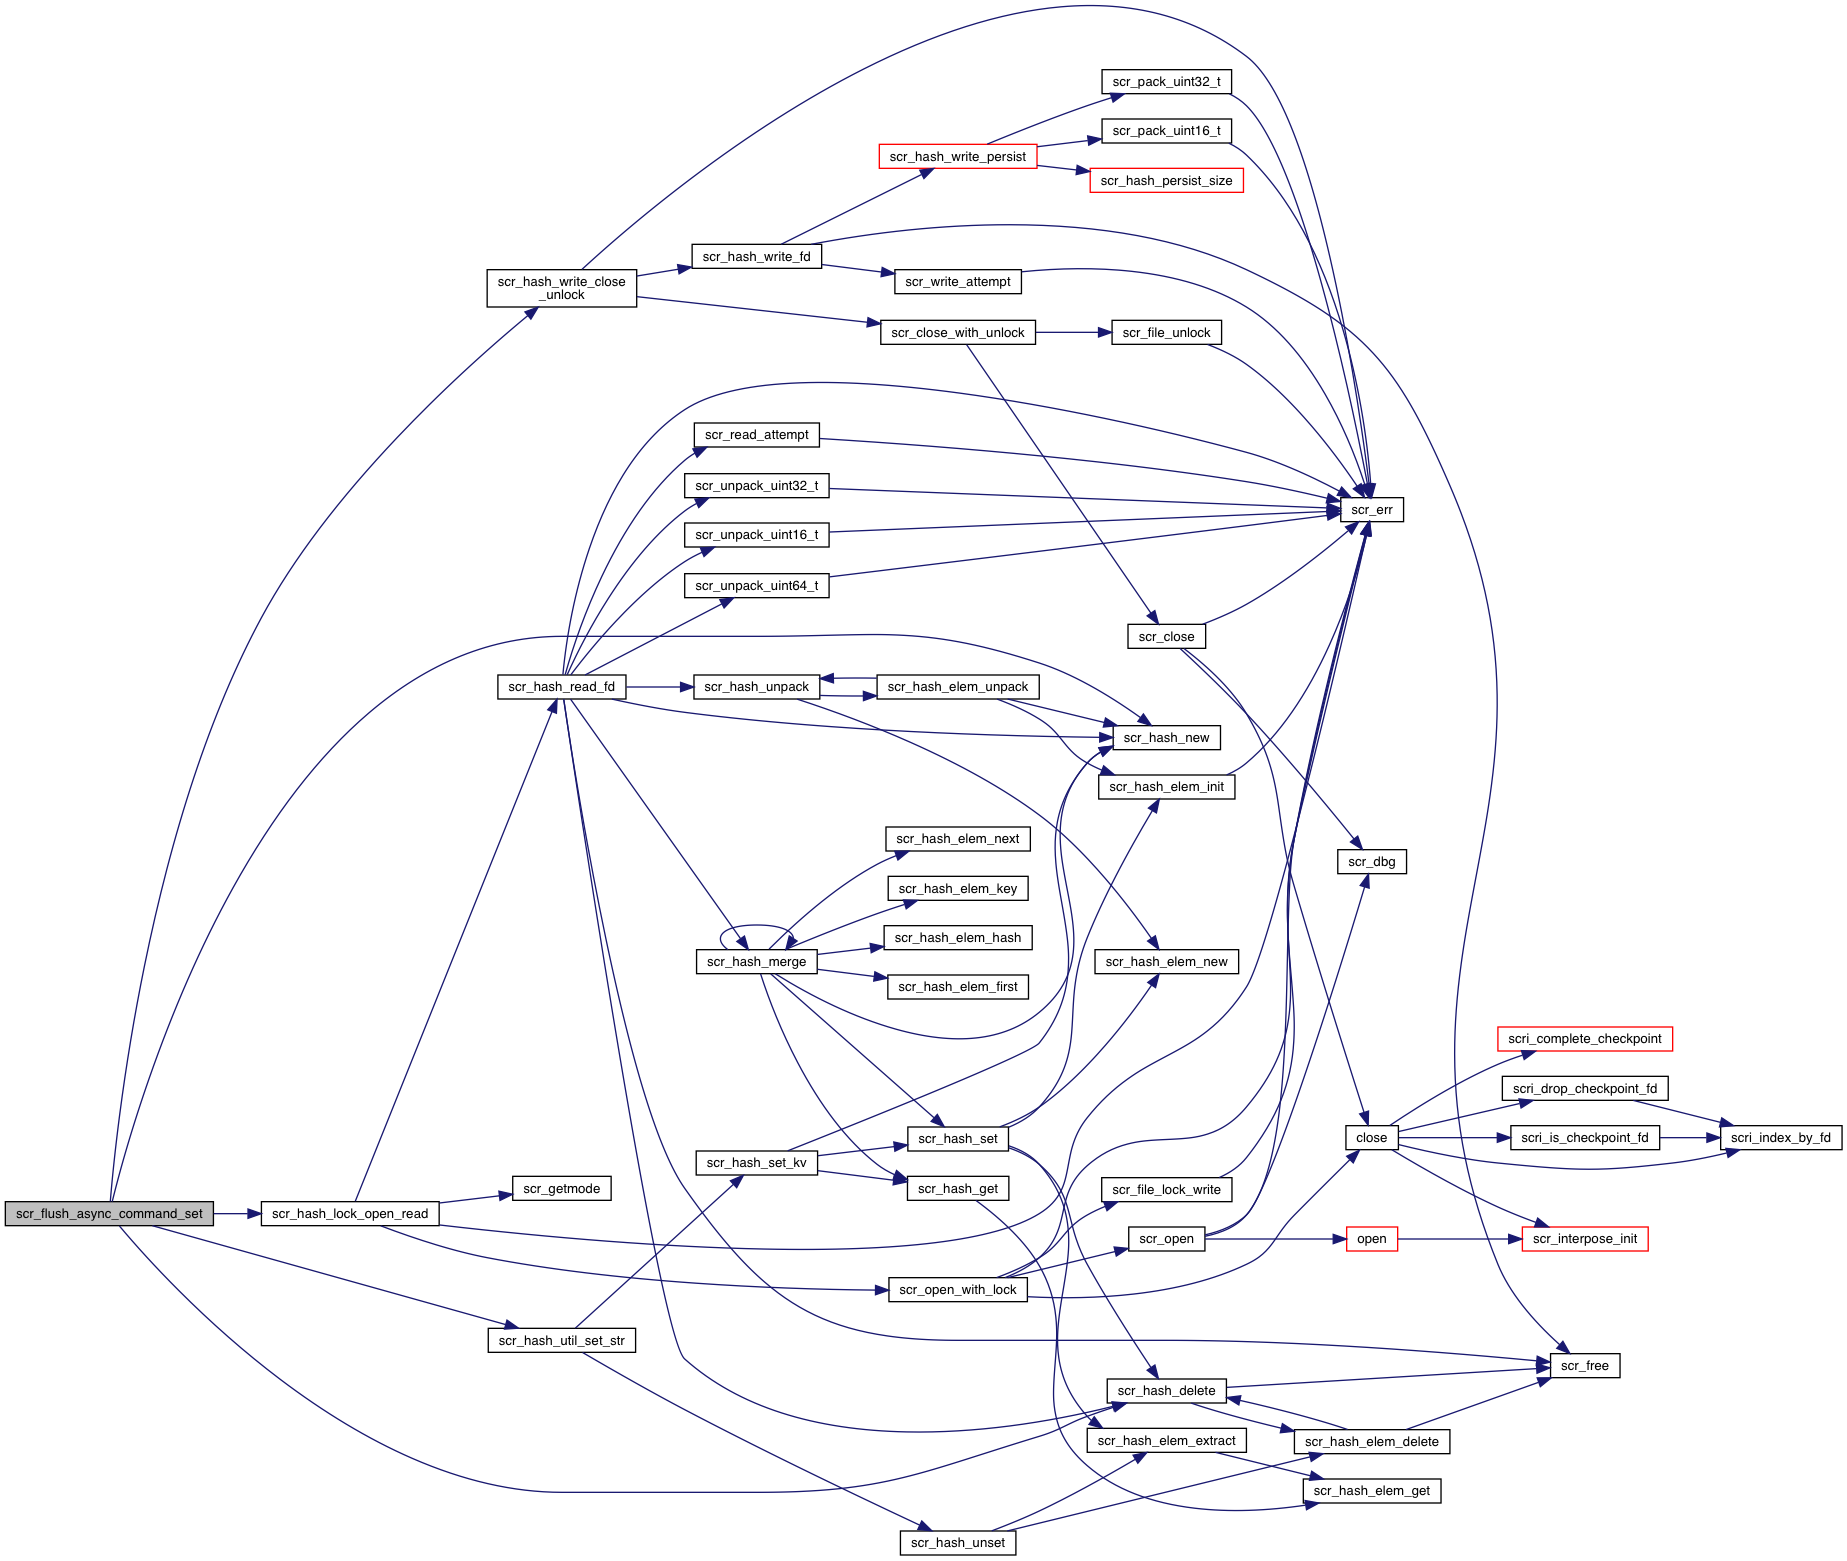 scr_pack_uint32_t
scr_pack_uint16_t
scr_hash_write_persist
scr_hash_persist_size
scr_hash_write_fd
scr_hash_write_close
_unlock
scr_write_attempt
scr_close_with_unlock
scr_file_unlock
scr_read_attempt
scr_unpack_uint32_t
scr_err
scr_unpack_uint16_t
scr_unpack_uint64_t
scr_close
scr_hash_read_fd
scr_hash_unpack
scr_hash_elem_unpack
scr_hash_new
scr_hash_elem_init
scr_hash_elem_next
scr_dbg
scr_hash_elem_key
scr_hash_elem_hash
scr_hash_merge
scr_hash_elem_new
scr_hash_elem_first
scri_complete_checkpoint
scri_drop_checkpoint_fd
scr_hash_set
close
scri_is_checkpoint_fd
scri_index_by_fd
scr_hash_set_kv
scr_getmode
scr_hash_get
scr_file_lock_write
scr_flush_async_command_set
scr_hash_lock_open_read
scr_open
open
scr_interpose_init
scr_open_with_lock
scr_hash_util_set_str
scr_free
scr_hash_delete
scr_hash_elem_extract
scr_hash_elem_delete
scr_hash_elem_get
scr_hash_unset